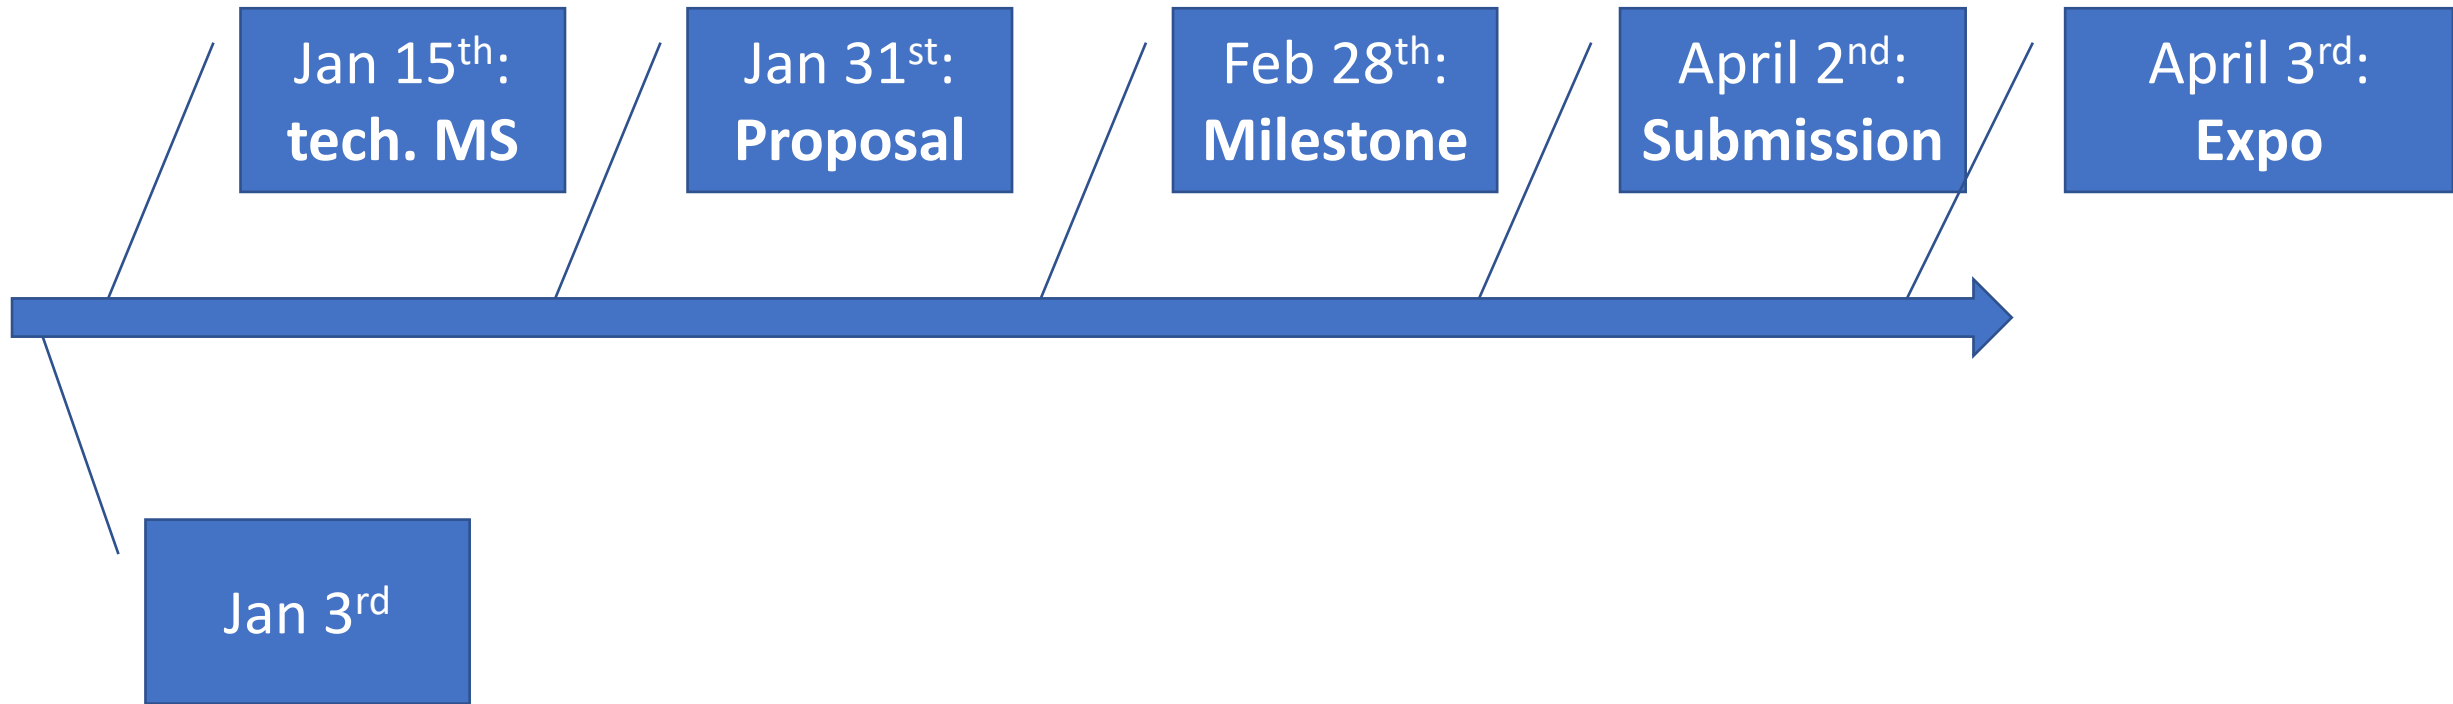 Jan 15th:
tech. MS
Jan 31st:
Proposal
Feb 28th:
Milestone
April 2nd:
Submission
April 3rd:
Expo
Jan 3rd